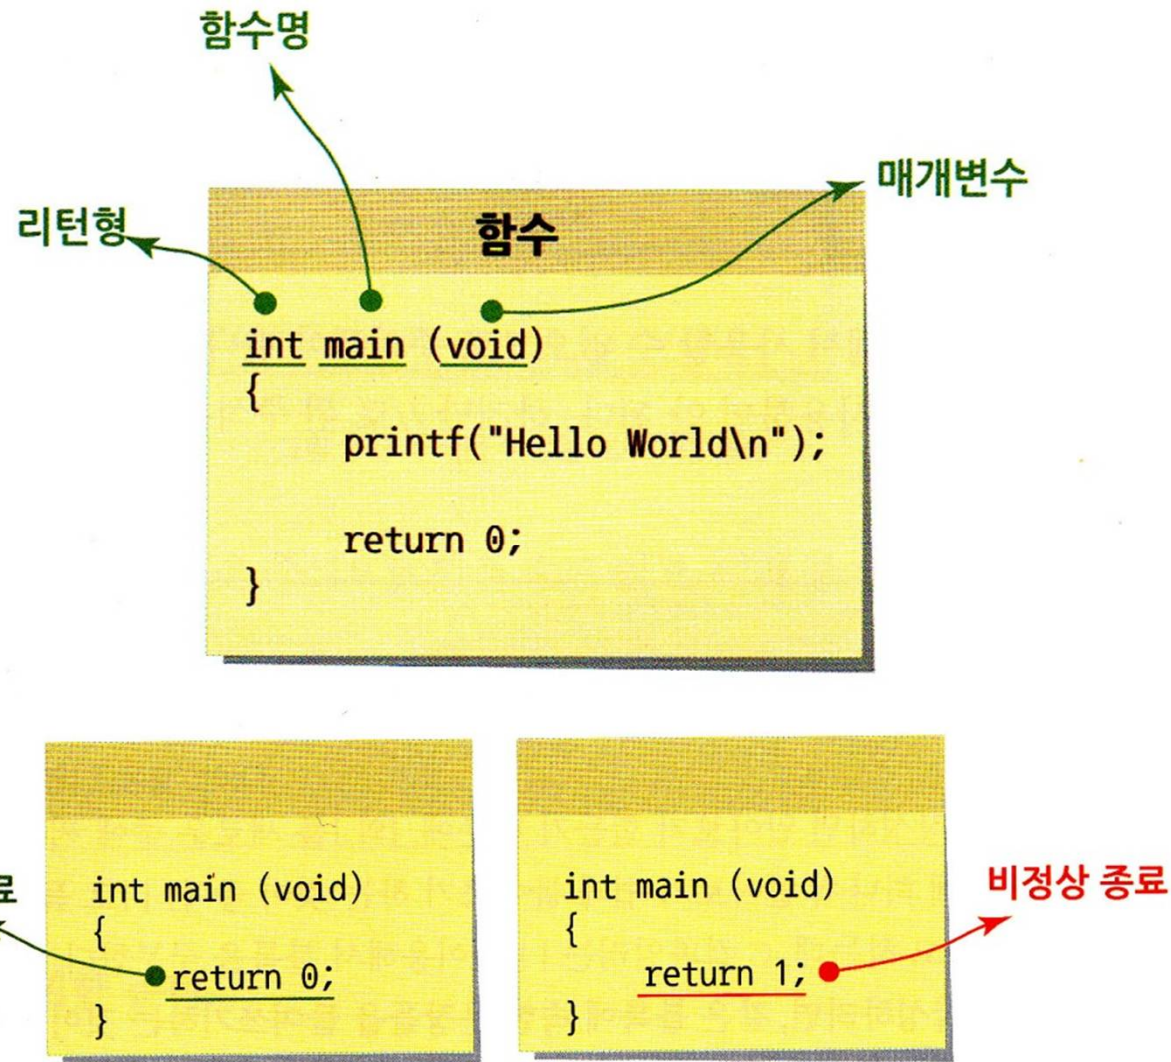 함수명
매개변수
리턴형
함수
int main (void)
{
printf("Hello World\n");
return 0;
}
int main (void)
{
return 0;
}
int main (void)
{
return 1;
}
비정상 종료